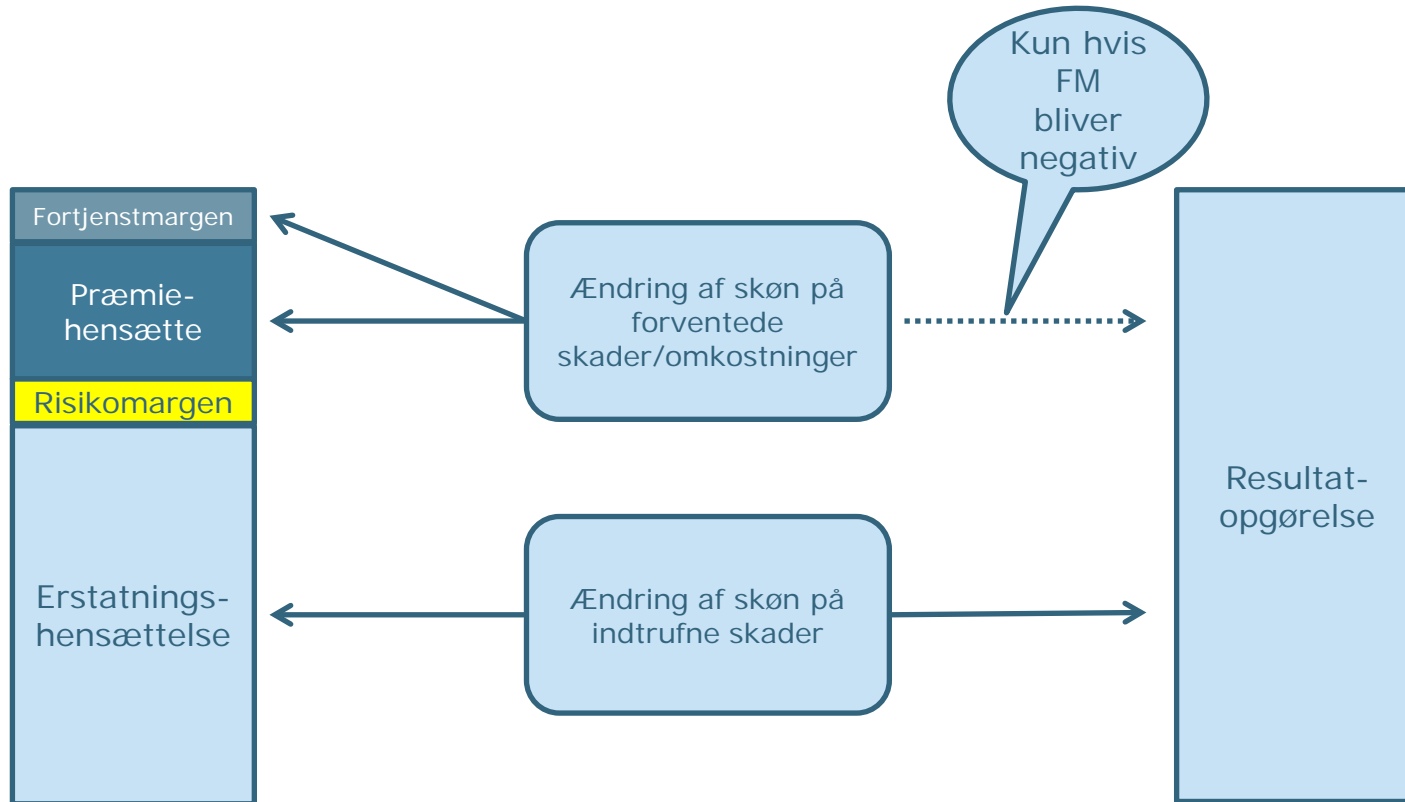 Kun hvis
FM
bliver
negativ
Fortjenstmargen
Præmie-
hensætte
Risikomargen
Erstatnings-
hensættelse
Ændring af skøn på
forventede
skader/omkostninger
Ændring af skøn på
indtrufne skader
Resultat-
opgørelse